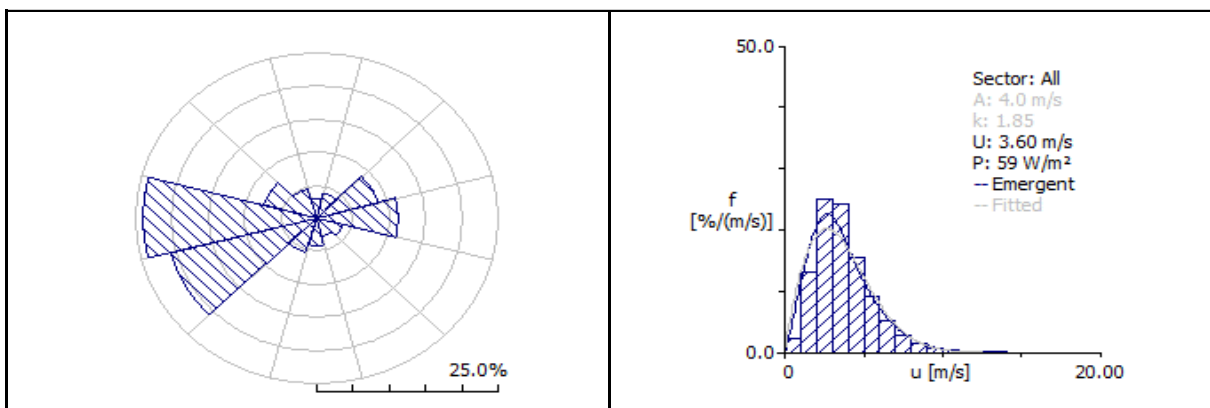 25.0%
50.0
f
[%/(m/s)]
0.0
0
u [m/s]
20.00
Sector: All
A: 4.0 m/s
k: 1.85
U: 3.60 m/s
P: 59 W/m²
-- Emergent
-- Fitted